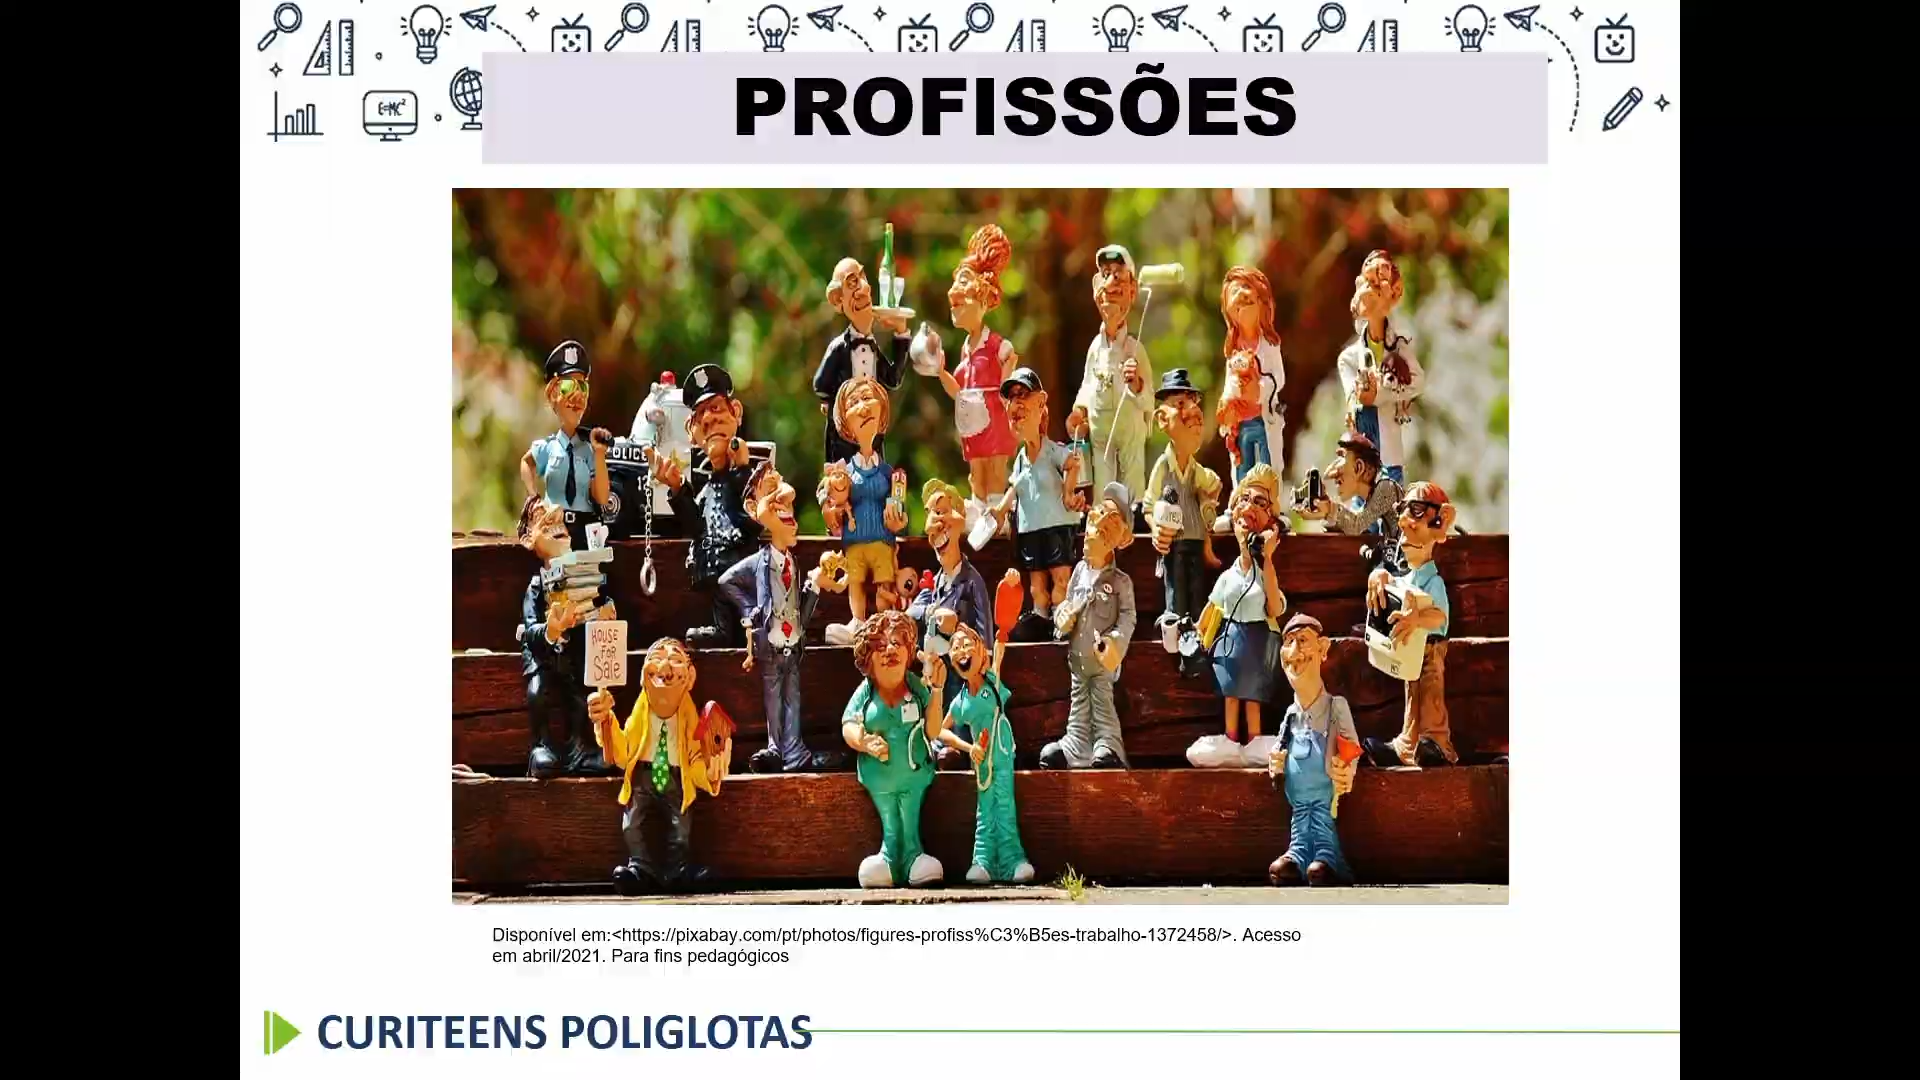 E=MC²
PROFISSÕES
POLICE
HOUSE
FOR
Sale
Disponível em:<https://pixabay.com/pt/photos/figures-profiss%C3%B5es-trabalho-1372458/>. Acesso
em abril/2021. Para fins pedagógicos
CURITEENS POLIGLOTAS